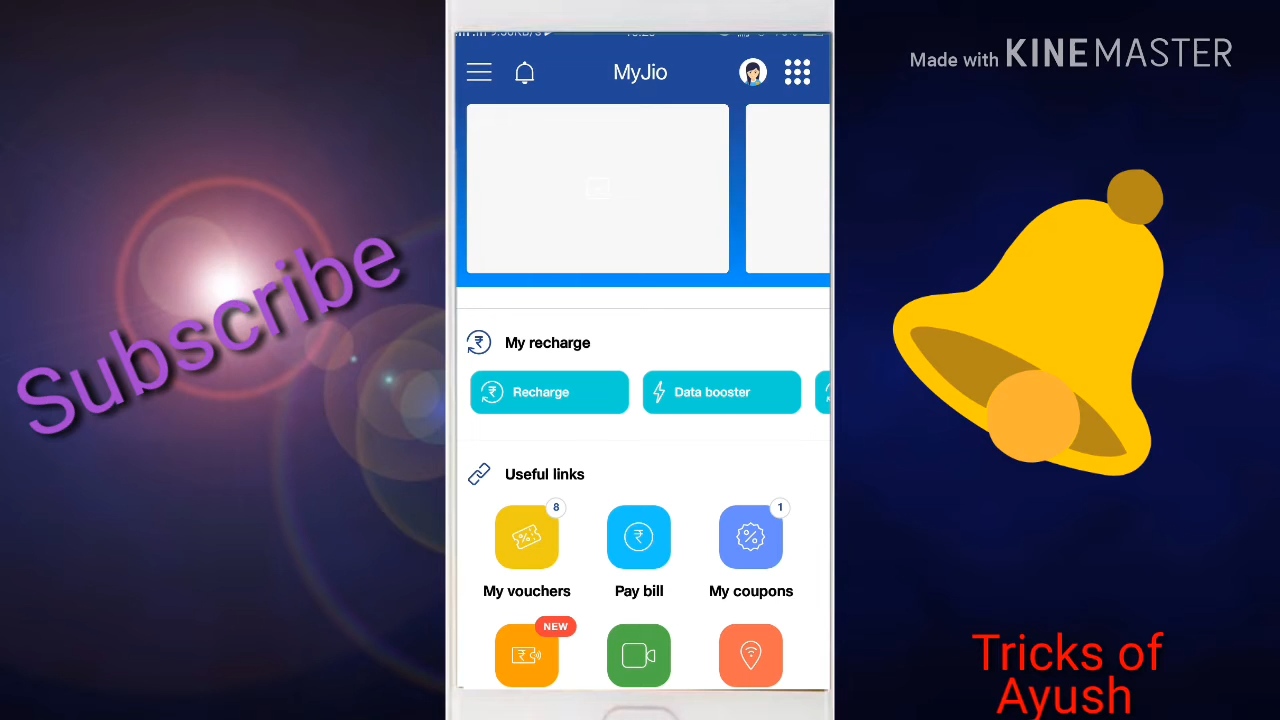 Made with KINEMASTER
MyJio
Subscribe
My recharge
Recharge
Data booster
Useful links
8
1
My vouchers
Pay bill
My coupons
NEW
Tricks of
Ayush